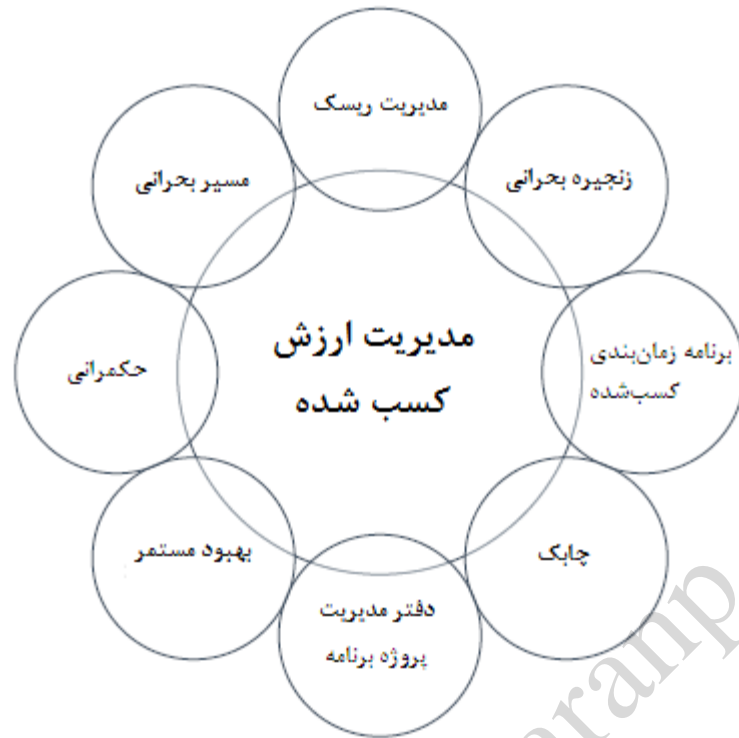 مدیریت ریسک
مسیر بحرانی
زنجیره بحرانی
مدیریت ارزش
کسب شده
حکمرانی
برنامه زمان‌بندی
کسب‌شده
بهبود مستمر
چابک
دفتر مدیریت
پروژه برنامه